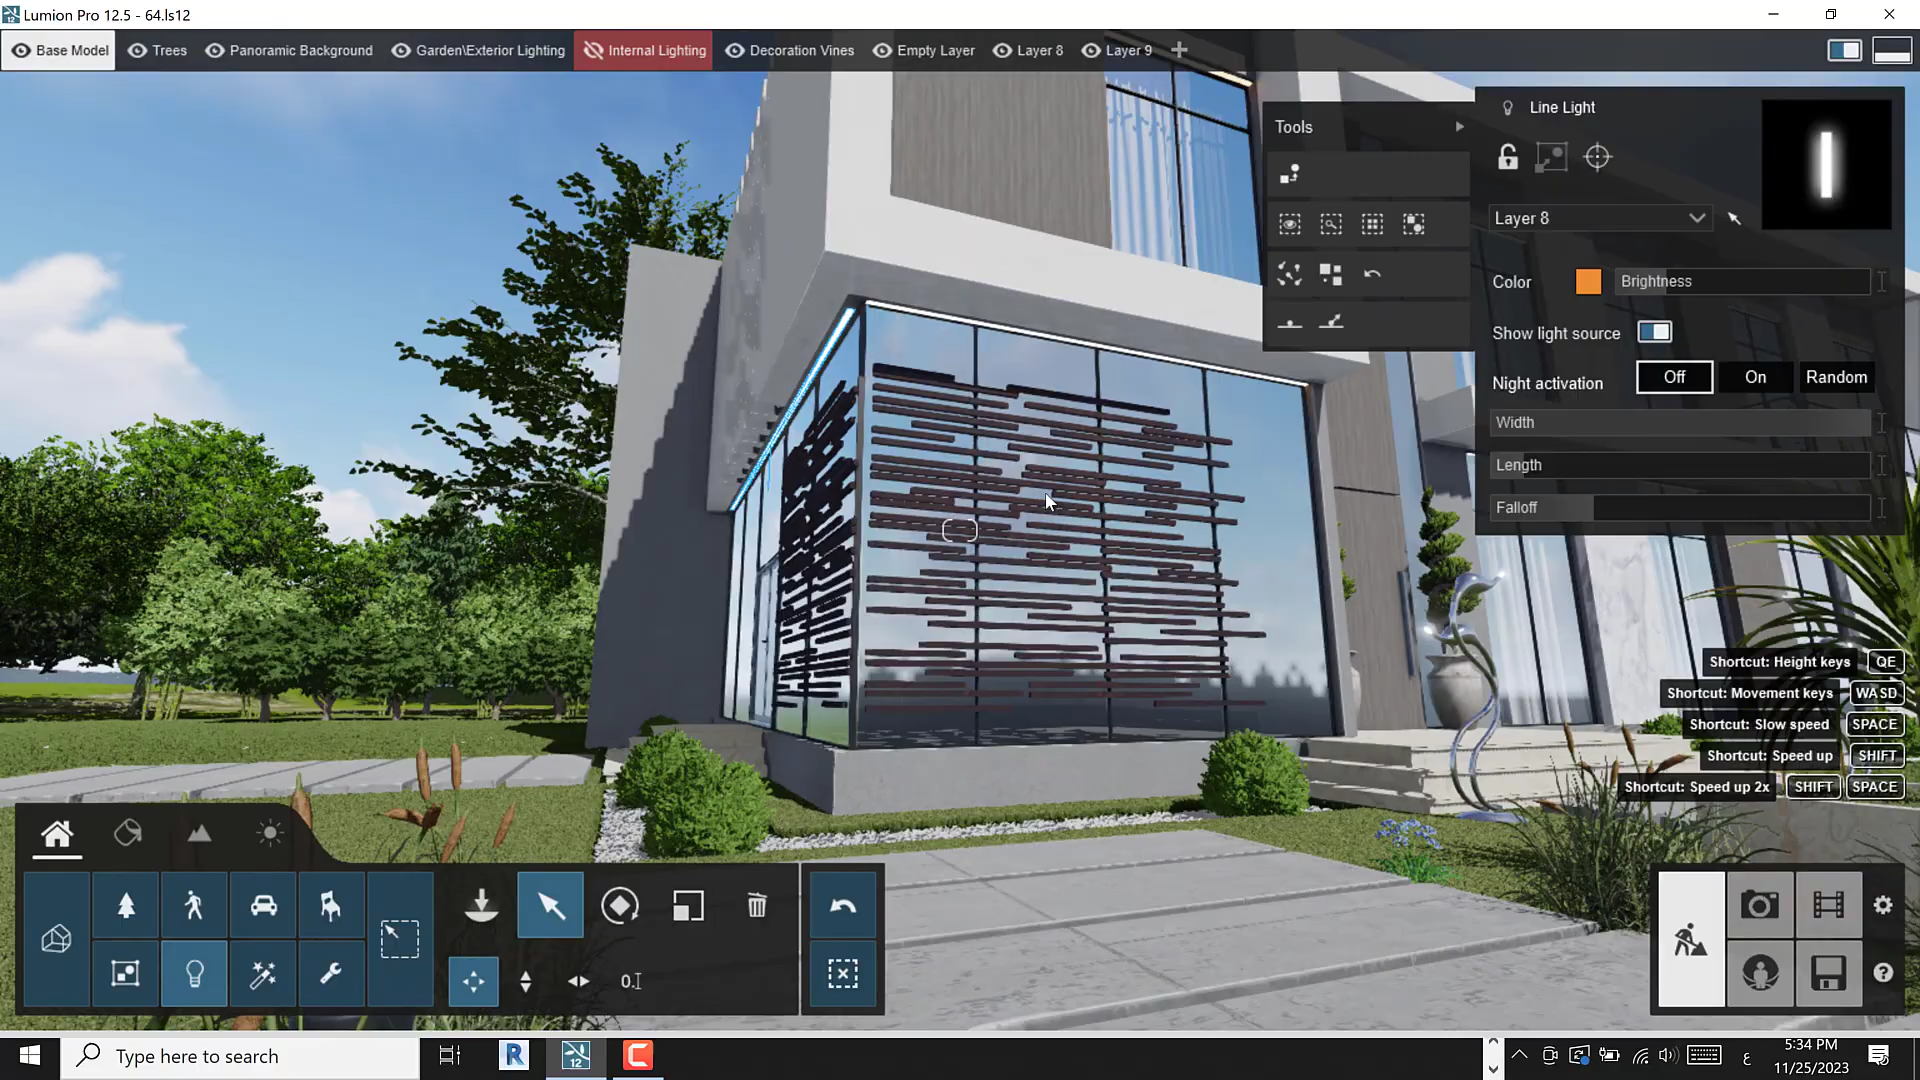 Lumion Pro 12.5 - 64.ls12
Base Model
Trees
Panoramic Background
Garden\Exterior Lighting
Internal Lighting
Decoration Vines
Empty Layer
Layer 8
Layer 9
Tools
Line Light
Layer 8
Color
Brightness
Show light source
Night activation
Off
On
Random
Width
Length
Falloff
Shortcut: Height keys QE
Shortcut: Movement keys WASD
Shortcut: Slow speed SPACE
Shortcut: Speed up SHIFT
Shortcut: Speed up 2x SHIFT SPACE
0.
12
Type here to search
R
12
C
ع
5:34 PM
11/25/2023